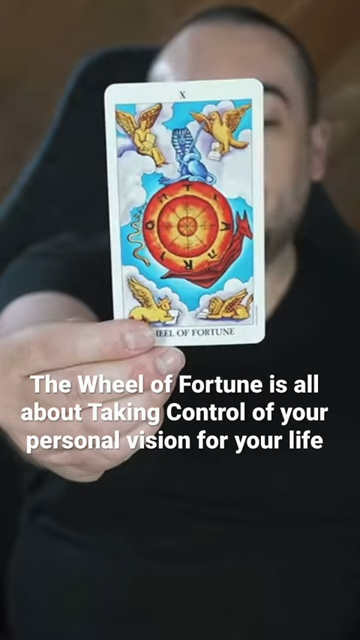 X
T
O A
R
HEEL OF FORTUNE
The Wheel of Fortune is all
about Taking Control of your
personal vision for your life